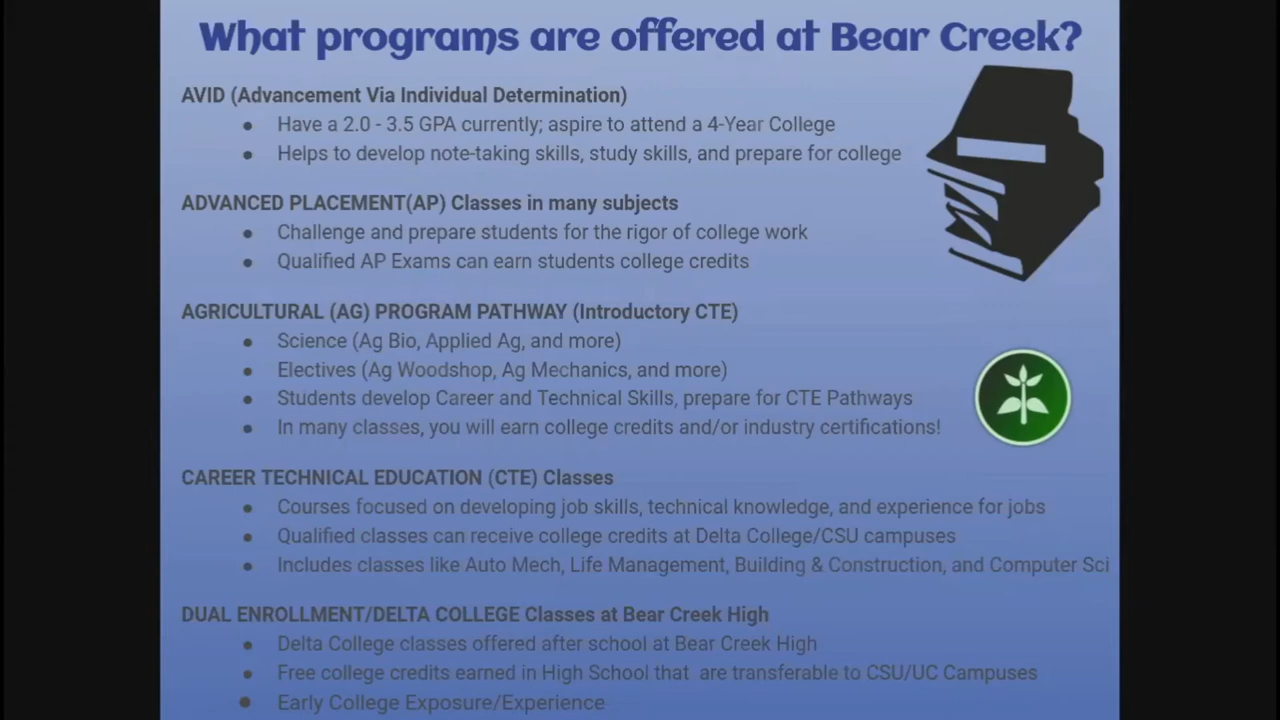 What programs are offered at Bear Creek?
AVID (Advancement Via Individual Determination)
● Have a 2.0 - 3.5 GPA currently; aspire to attend a 4-Year College
● Helps to develop note-taking skills, study skills, and prepare for college
ADVANCED PLACEMENT(AP) Classes in many subjects
● Challenge and prepare students for the rigor of college work
● Qualified AP Exams can earn students college credits
AGRICULTURAL (AG) PROGRAM PATHWAY (Introductory CTE)
● Science (Ag Bio, Applied Ag, and more)
● Electives (Ag Woodshop, Ag Mechanics, and more)
● Students develop Career and Technical Skills, prepare for CTE Pathways
● In many classes, you will earn college credits and/or industry certifications!
CAREER TECHNICAL EDUCATION (CTE) Classes
● Courses focused on developing job skills, technical knowledge, and experience for jobs
● Qualified classes can receive college credits at Delta College/CSU campuses
● Includes classes like Auto Mech, Life Management, Building & Construction, and Computer Sci
DUAL ENROLLMENT/DELTA COLLEGE Classes at Bear Creek High
● Delta College classes offered after school at Bear Creek High
● Free college credits earned in High School that are transferable to CSU/UC Campuses
● Early College Exposure/Experience